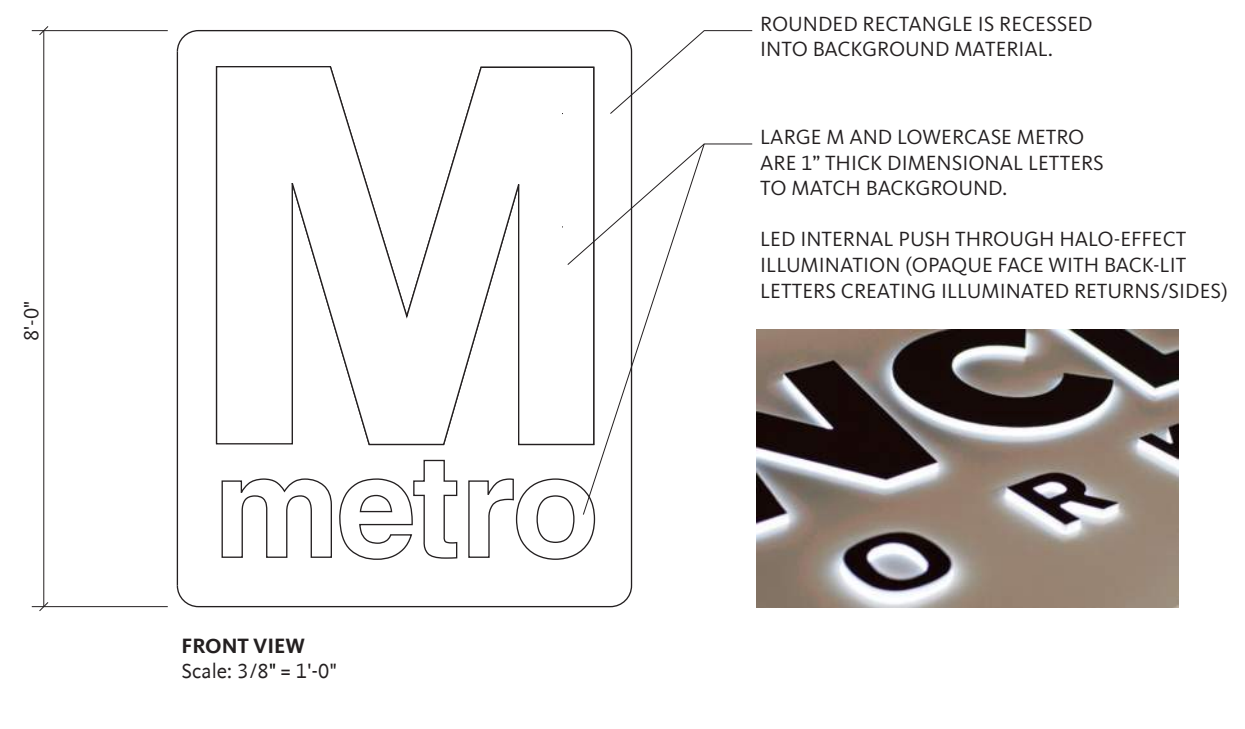 8'-0"
M
metro
FRONT VIEW
Scale: 3/8" = 1'-0"
ROUNDED RECTANGLE IS RECESSED
INTO BACKGROUND MATERIAL.
LARGE M AND LOWERCASE METRO
ARE 1” THICK DIMENSIONAL LETTERS
TO MATCH BACKGROUND.
LED INTERNAL PUSH THROUGH HALO-EFFECT
ILLUMINATION (OPAQUE FACE WITH BACK-LIT
LETTERS CREATING ILLUMINATED RETURNS/SIDES)
C
O R